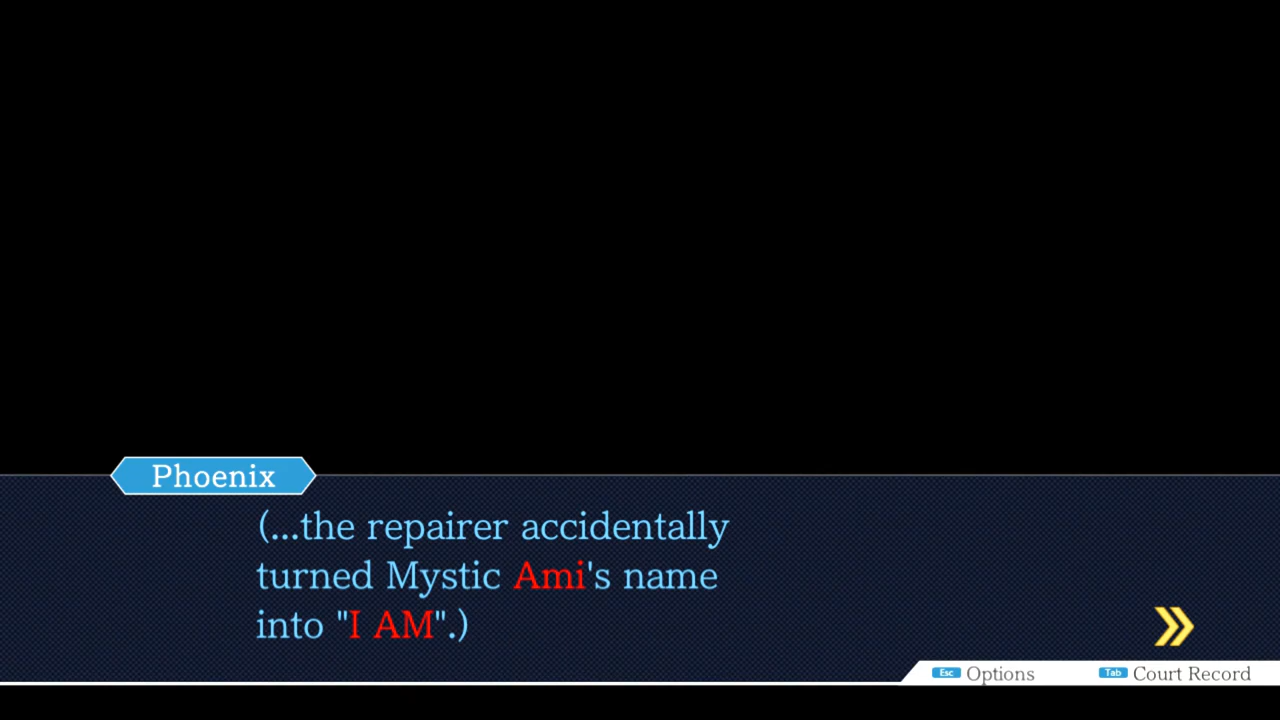 Phoenix
(...the repairer accidentally
turned Mystic Ami's name
into "I AM".)
Esc Options Tab Court Record